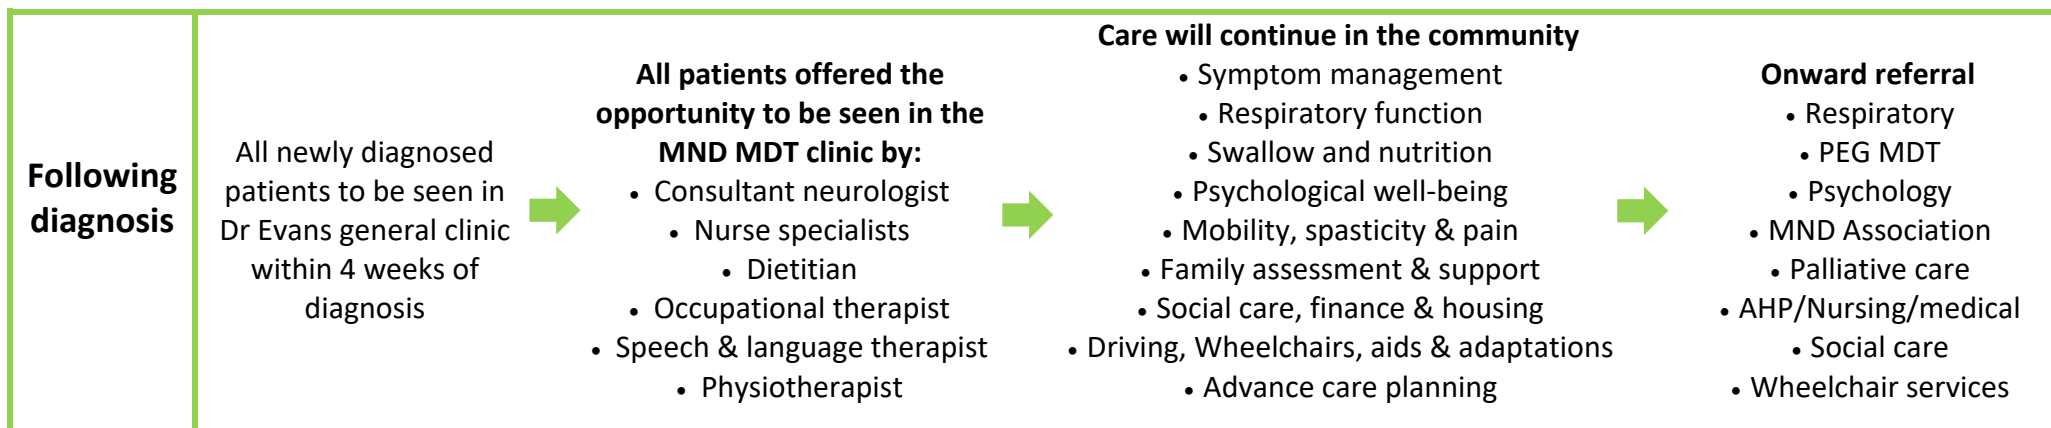 Following
diagnosis
All newly diagnosed
patients to be seen in
Dr Evans general clinic
within 4 weeks of
diagnosis
All patients offered the
opportunity to be seen in the
MND MDT clinic by:
• Consultant neurologist
• Nurse specialists
• Dietitian
• Occupational therapist
• Speech & language therapist
• Physiotherapist
Care will continue in the community
• Symptom management
• Respiratory function
• Swallow and nutrition
• Psychological well-being
• Mobility, spasticity & pain
• Family assessment & support
• Social care, finance & housing
• Driving, Wheelchairs, aids & adaptations
• Advance care planning
Onward referral
• Respiratory
• PEG MDT
• Psychology
• MND Association
• Palliative care
• AHP/Nursing/medical
• Social care
• Wheelchair services